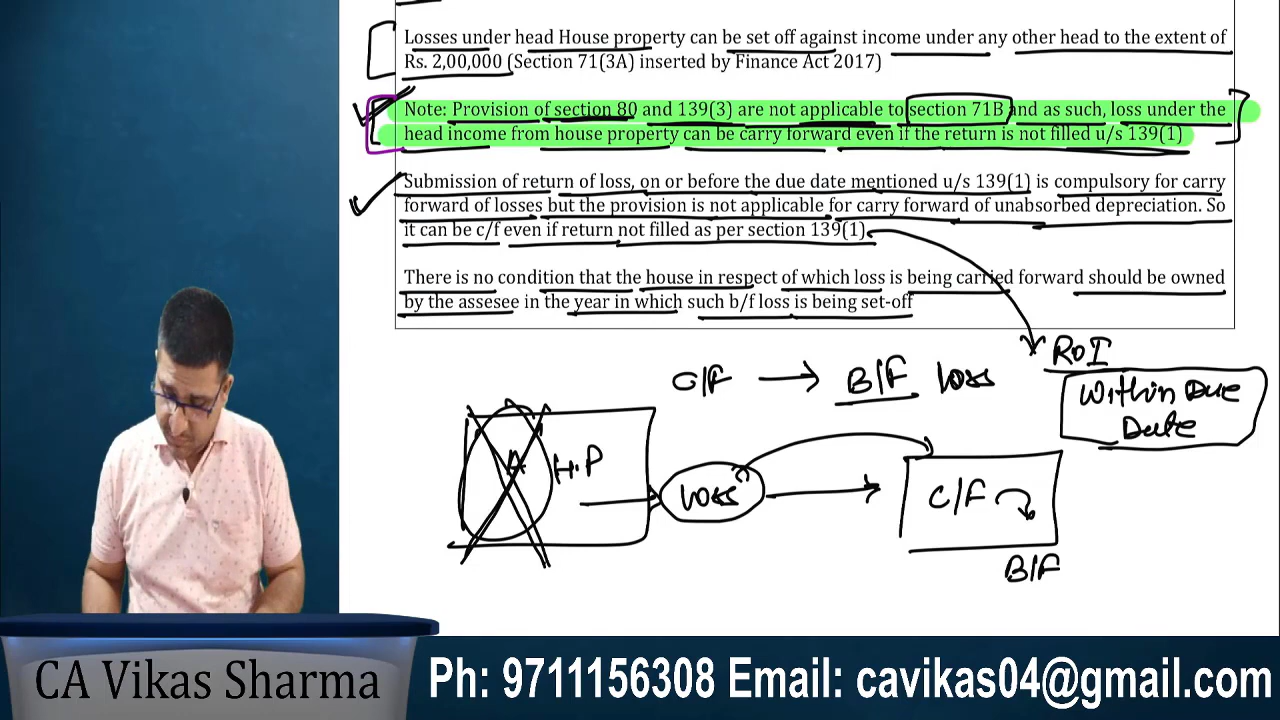 Losses under head House property can be set off against income under any other head to the extent of
Rs. 2,00,000 (Section 71(3A) inserted by Finance Act 2017)
Note: Provision of section 80 and 139(3) are not applicable to section 71B and as such, loss under the
head income from house property can be carry forward even if the return is not filled u/s 139(1)
Submission of return of loss, on or before the due date mentioned u/s 139(1) is compulsory for carry
forward of losses but the provision is not applicable for carry forward of unabsorbed depreciation. So
it can be c/f even if return not filled as per section 139(1)
There is no condition that the house in respect of which loss is being carried forward should be owned
by the assesee in the year in which such b/f loss is being set-off
ROI
C/F → B/F loss
Within Due
Date
A H.P
loss
C/F
B/F
CA Vikas Sharma
Ph: 9711156308 Email: cavikas04@gmail.com